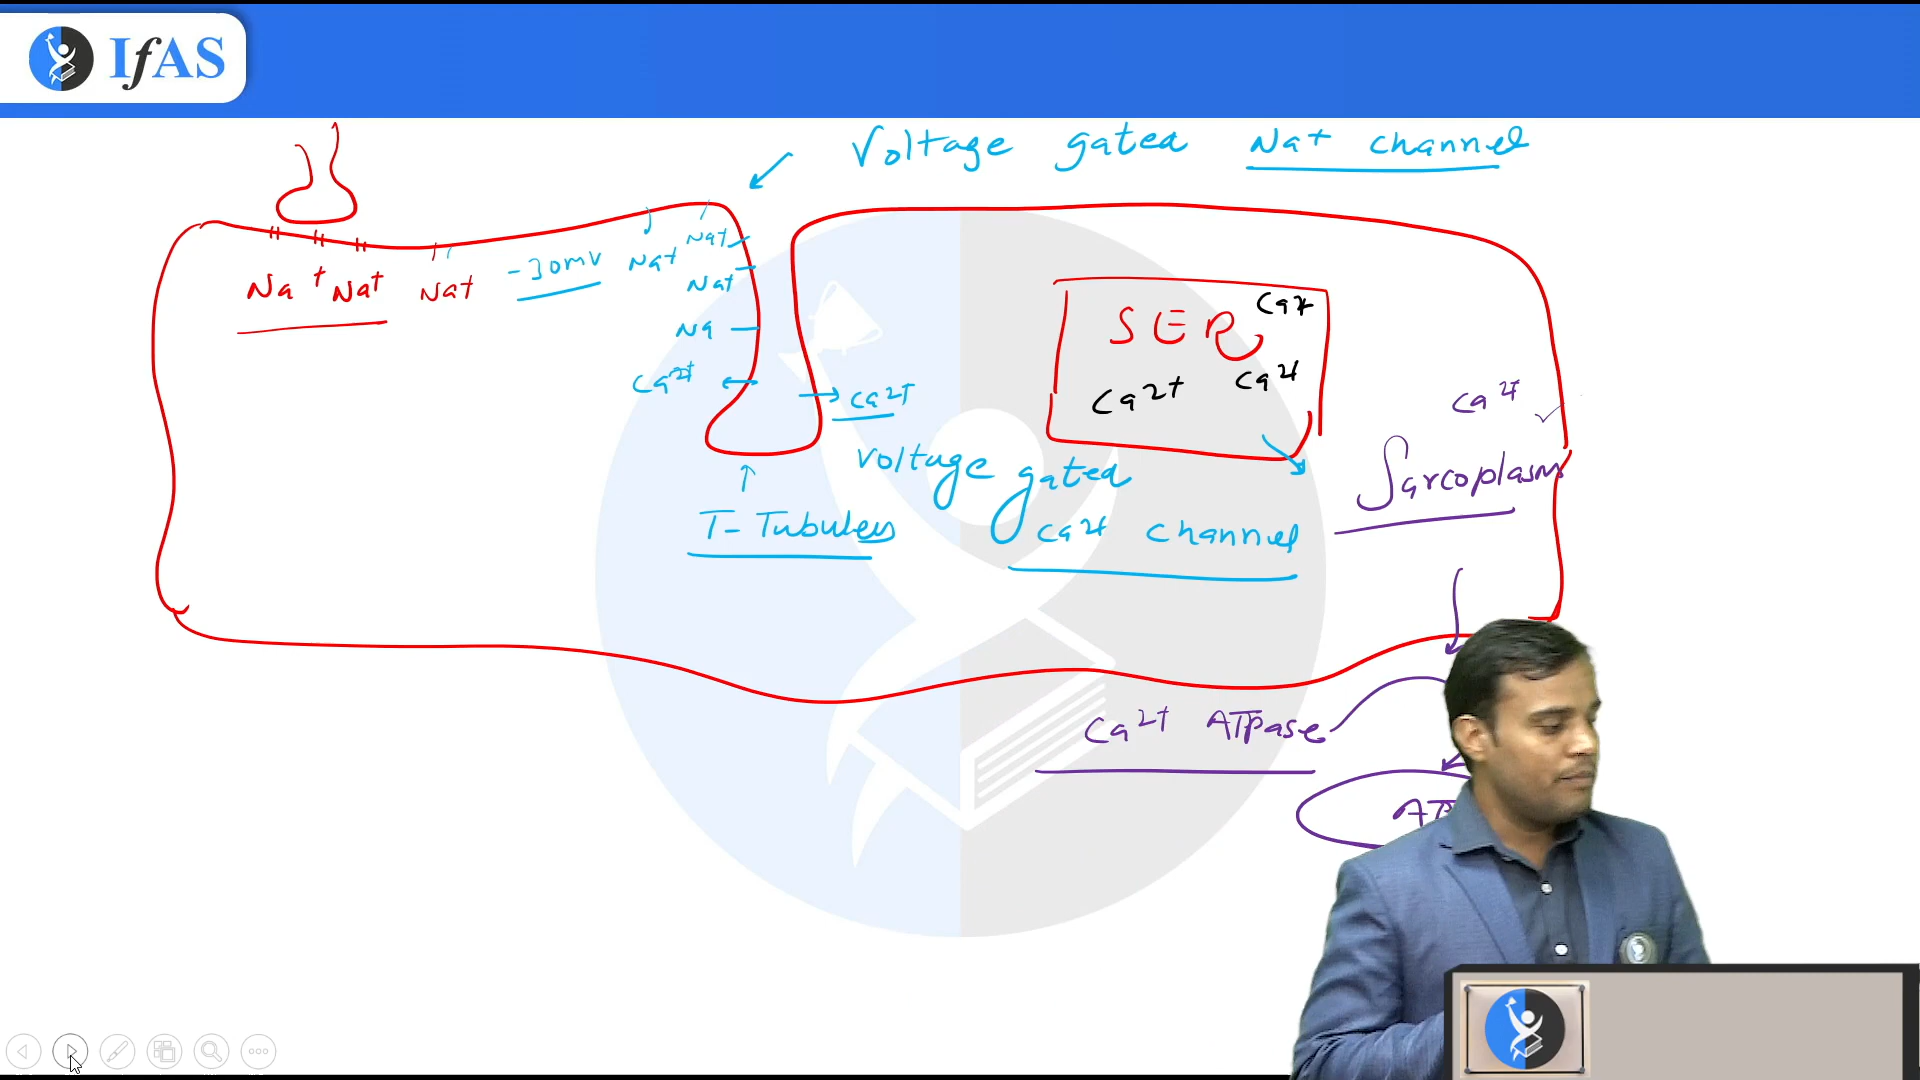 IfAS
Voltage gated Na+ channel
Na+ Na+ Na+ -30mV Na+ Na+
Na+
Na
Ca2+
Ca2+
SER Ca2+
Ca2+ Ca2+
Ca2+
Sarcoplasm
Voltage gated
Ca2+ channel
T-Tubules
Ca2+ ATPase